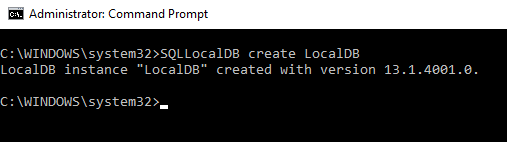 Administrator: Command Prompt
C:\WINDOWS\system32>SQLLocalDB create LocalDB
LocalDB instance "LocalDB" created with version 13.1.4001.0.
C:\WINDOWS\system32>